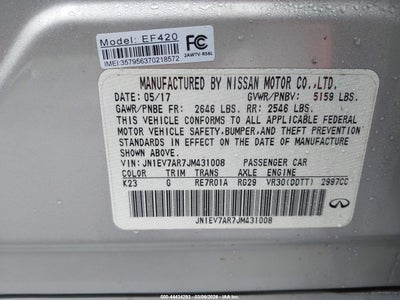 Model: EF420
IMEI:357956370218572
FC
MANUFACTURED BY NISSAN MOTOR CO.,LTD.
DATE: 05/17 GVWR/PNBV: 5159 LBS.
GAWR/PNBE FR: 2646 LBS. RR: 2546 LBS.
THIS VEHICLE CONFORMS TO ALL APPLICABLE FEDERAL
MOTOR VEHICLE SAFETY,BUMPER,AND THEFT PREVENTION
STANDARDS IN EFFECT ON THE DATE OF MANUFACTURE
SHOWN ABOVE.
VIN: JN1EV7AR7JM431008 PASSENGER CAR
COLOR TRIM TRANS AXLE ENGINE
K23 G RE7R01A RG29 VR30(DDTT) 2997CC
JN1EV7AR7JM431008
INFINITI